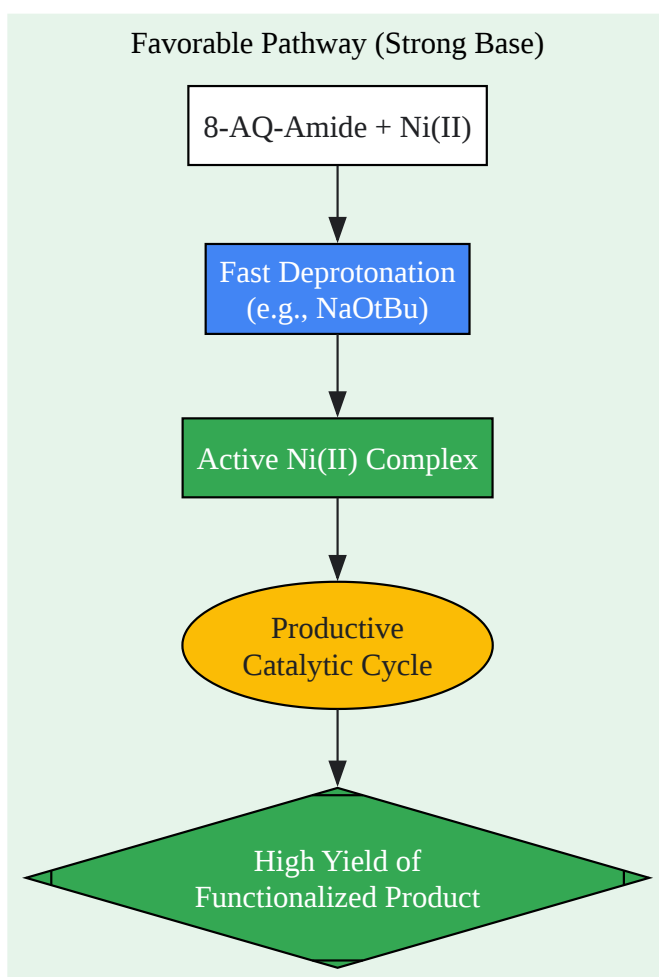 Favorable Pathway (Strong Base)
8-AQ-Amide + Ni(II)
Fast Deprotonation
(e.g., NaOtBu)
Active Ni(II) Complex
Productive
Catalytic Cycle
High Yield of
Functionalized Product